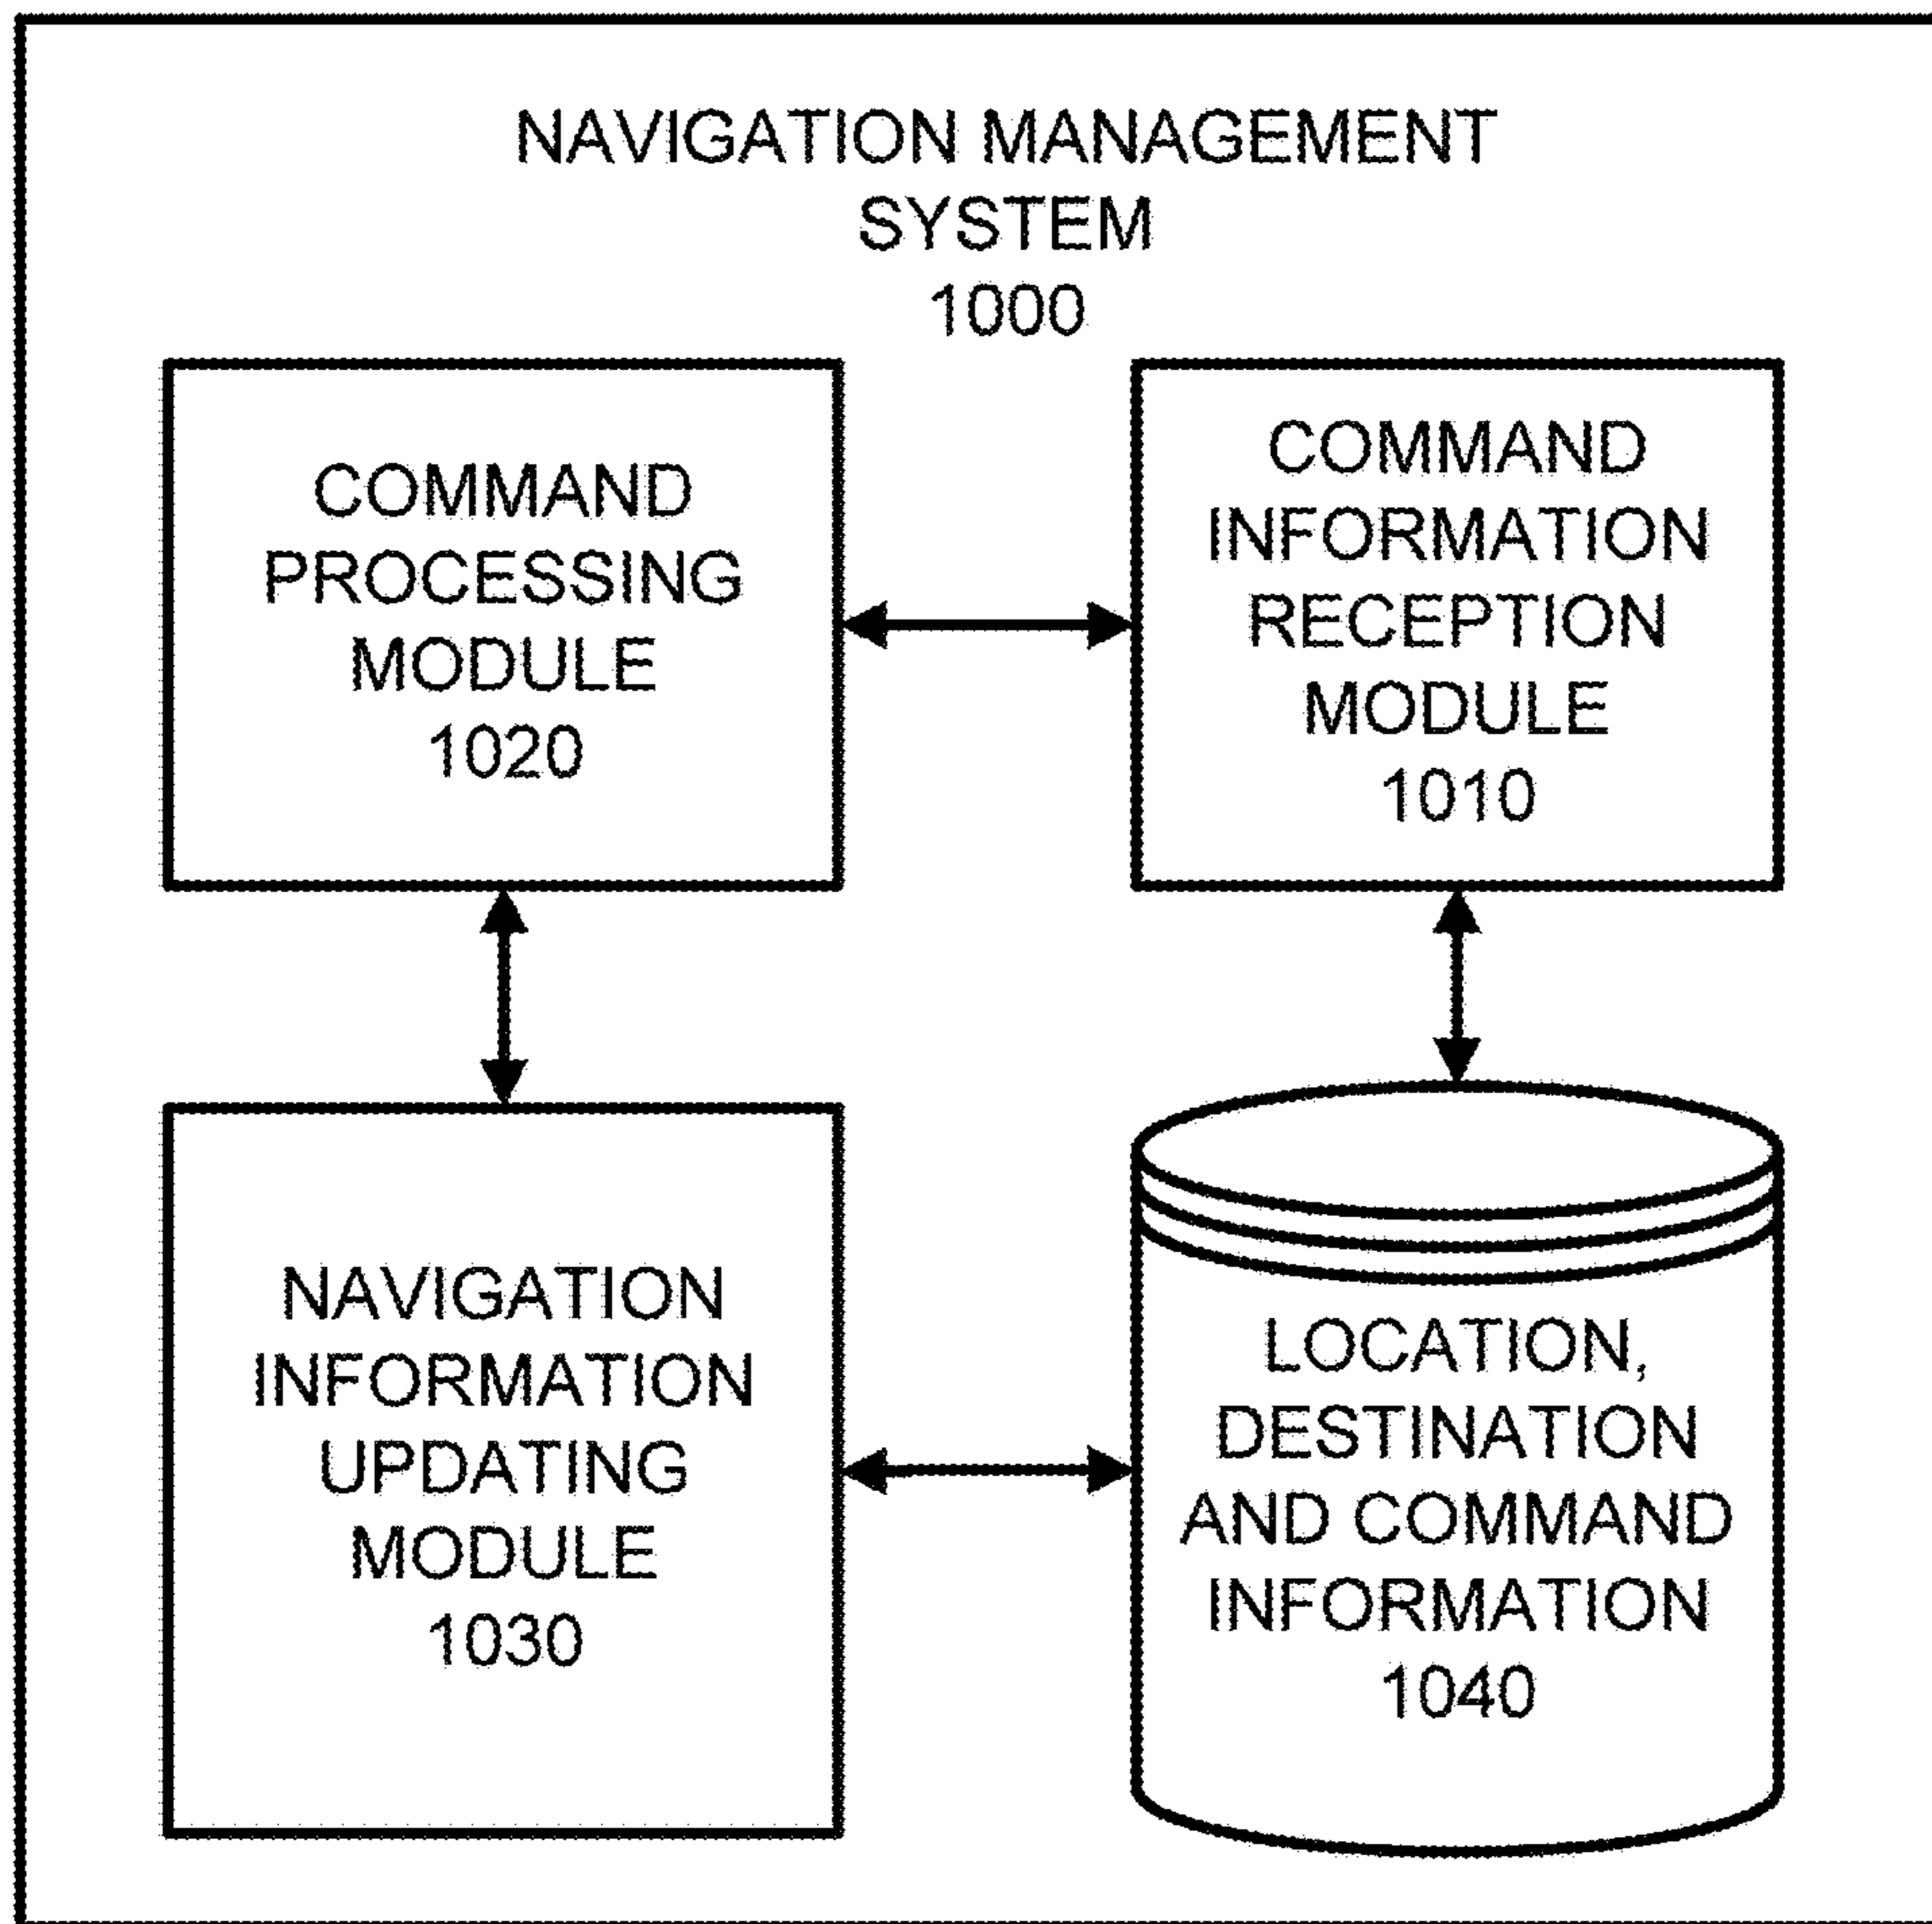 NAVIGATION MANAGEMENT
SYSTEM
1000
COMMAND
PROCESSING
MODULE
1020
COMMAND
INFORMATION
RECEPTION
MODULE
1010
NAVIGATION
INFORMATION
UPDATING
MODULE
1030
LOCATION,
DESTINATION
AND COMMAND
INFORMATION
1040